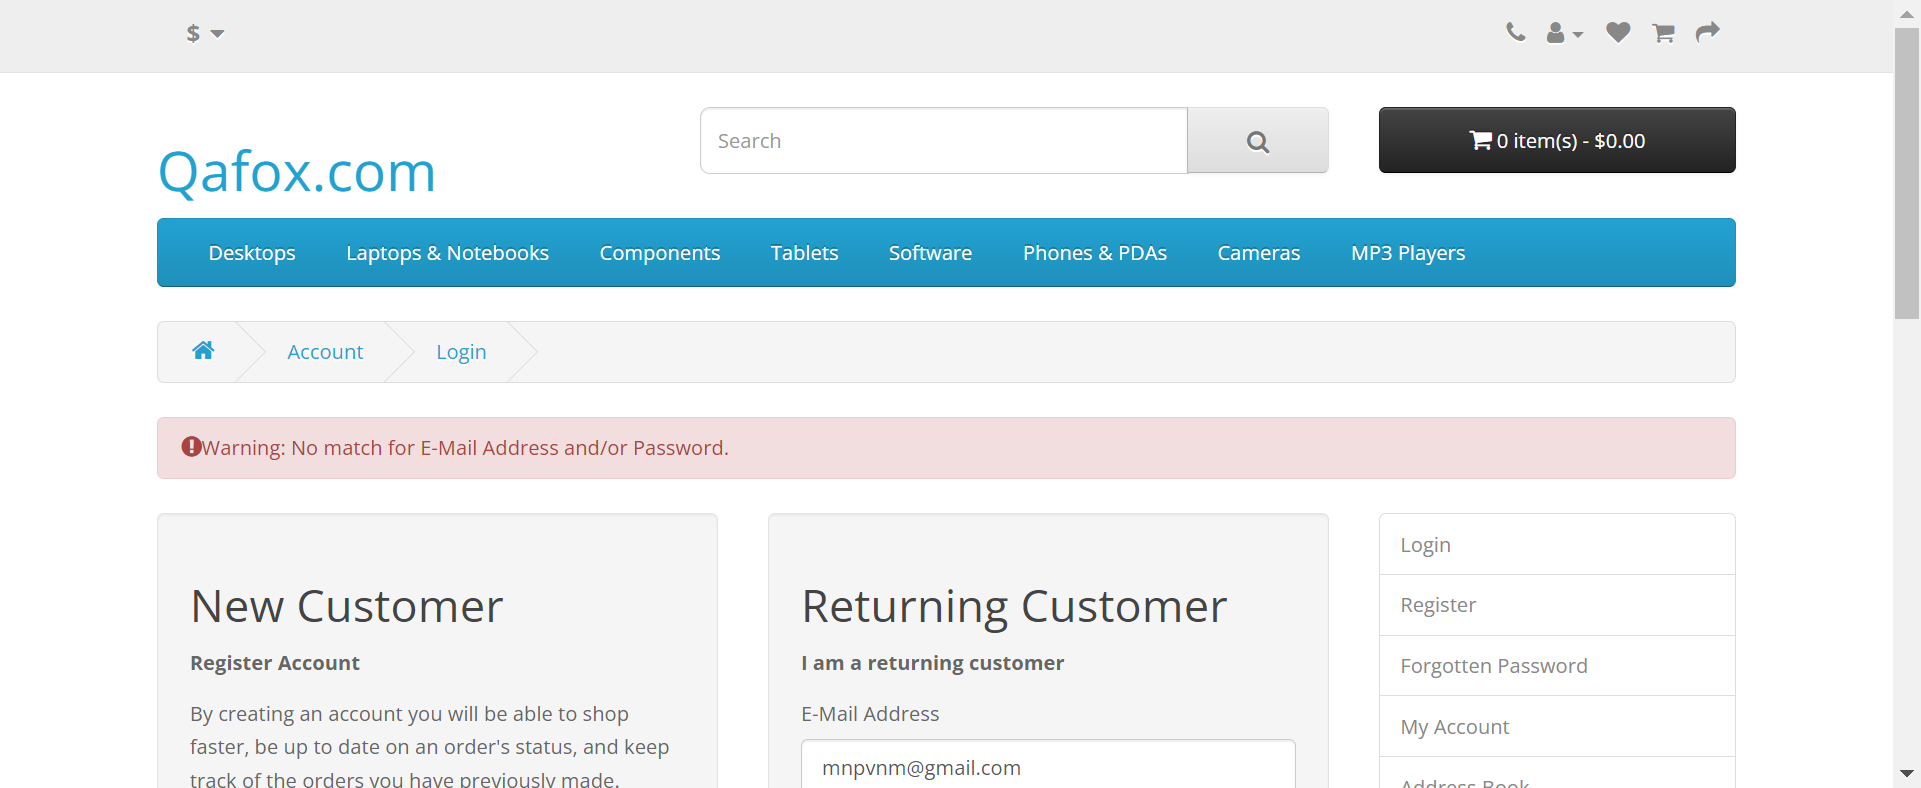 $
Search
0 item(s) - $0.00
Qafox.com
Desktops Laptops & Notebooks Components Tablets Software Phones & PDAs Cameras MP3 Players
Account Login
Warning: No match for E-Mail Address and/or Password.
New Customer
Register Account
By creating an account you will be able to shop
faster, be up to date on an order's status, and keep
track of the orders you have previously made.
Returning Customer
I am a returning customer
E-Mail Address
mnpvnm@gmail.com
Login
Register
Forgotten Password
My Account
Address Book